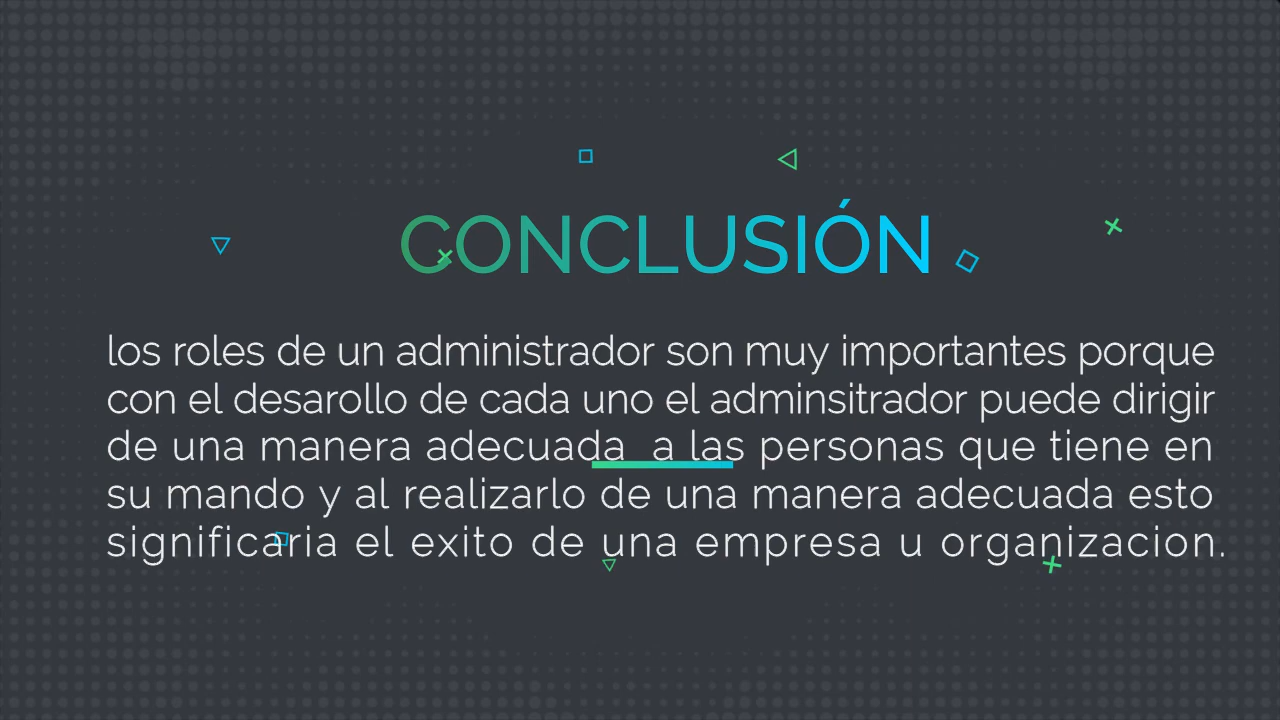 CONCLUSIÓN
los roles de un administrador son muy importantes porque
con el desarollo de cada uno el adminsitrador puede dirigir
de una manera adecuada  a las personas que tiene en
su mando y al realizarlo de una manera adecuada esto
significaria el exito de una empresa u organizacion.